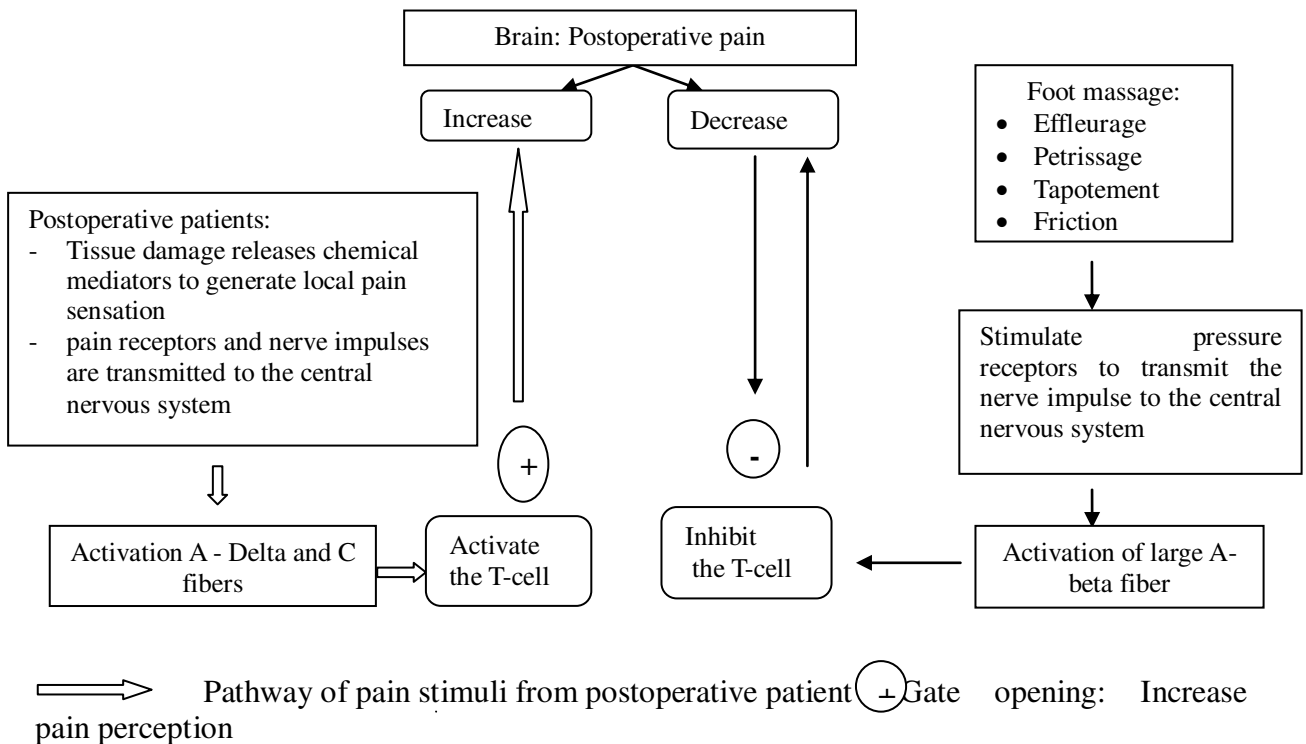 Brain: Postoperative pain
Increase
Decrease
Foot massage:
• Effleurage
• Petrissage
• Tapotement
• Friction
Postoperative patients:
- Tissue damage releases chemical
mediators to generate local pain
sensation
- pain receptors and nerve impulses
are transmitted to the central
nervous system
Stimulate pressure
receptors to transmit the
nerve impulse to the central
nervous system
+
-
Activation A - Delta and C
fibers
Activate
the T-cell
Inhibit
the T-cell
Activation of large A-
beta fiber
Pathway of pain stimuli from postoperative patient + Gate opening: Increase
pain perception